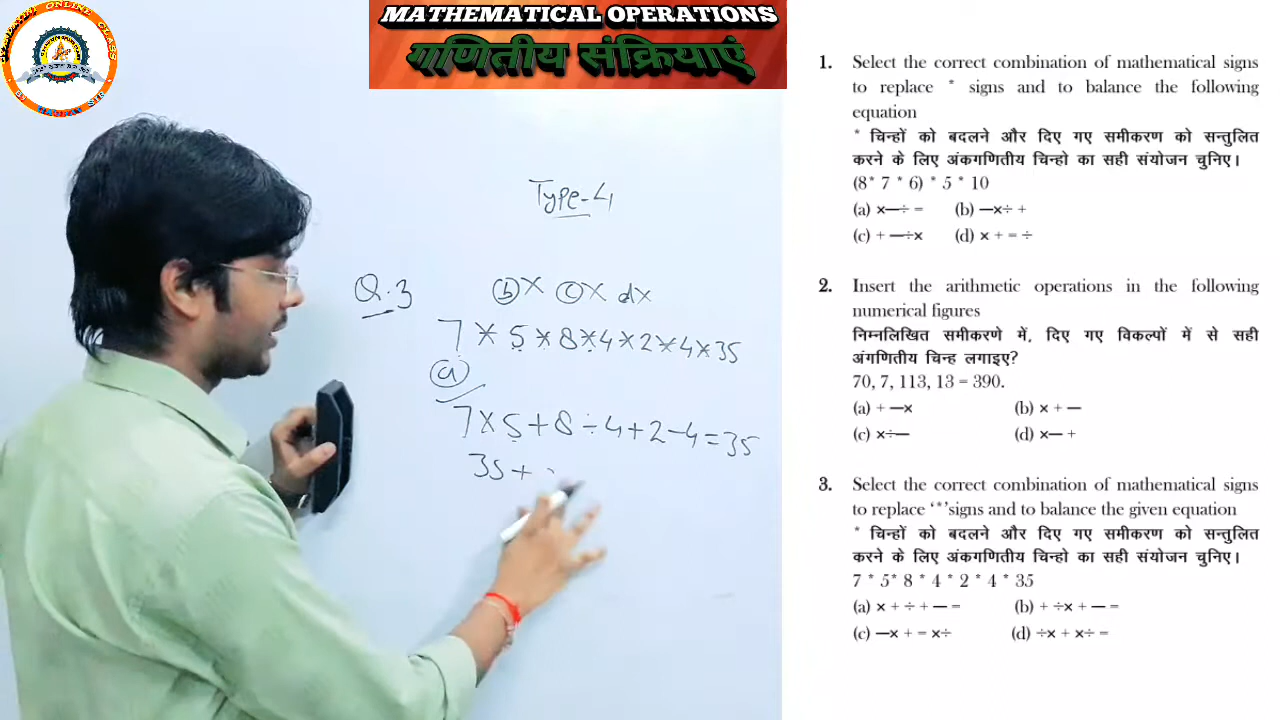 ONLINE CLASS
MATHEMATICAL OPERATIONS
गणितीय संक्रियाएं
Type-4
Q.3
(b)× (c)× d×
7 * 5 * 8 * 4 * 2 * 4 * 35
(a)
7 × 5 + 8 ÷ 4 + 2 - 4 = 35
35 +
1. Select the correct combination of mathematical signs
to replace * signs and to balance the following
equation
* चिन्हों को बदलने और दिए गए समीकरण को सन्तुलित
करने के लिए अंकगणितीय चिन्हो का सही संयोजन चुनिए।
(8* 7 * 6) * 5 * 10
(a) ×—÷ = (b) —×÷ +
(c) + —÷× (d) × + = ÷
2. Insert the arithmetic operations in the following
numerical figures
निम्नलिखित समीकरणे में, दिए गए विकल्पों में से सही
अंगणितीय चिन्ह लगाइए?
70, 7, 113, 13 = 390.
(a) + —× (b) × + —
(c) ×÷— (d) ×— +
3. Select the correct combination of mathematical signs
to replace ‘*’signs and to balance the given equation
* चिन्हों को बदलने और दिए गए समीकरण को सन्तुलित
करने के लिए अंकगणितीय चिन्हो का सही संयोजन चुनिए।
7 * 5* 8 * 4 * 2 * 4 * 35
(a) × + ÷ + — = (b) + ÷× + — =
(c) —× + = ×÷ (d) ÷× + ×÷ =